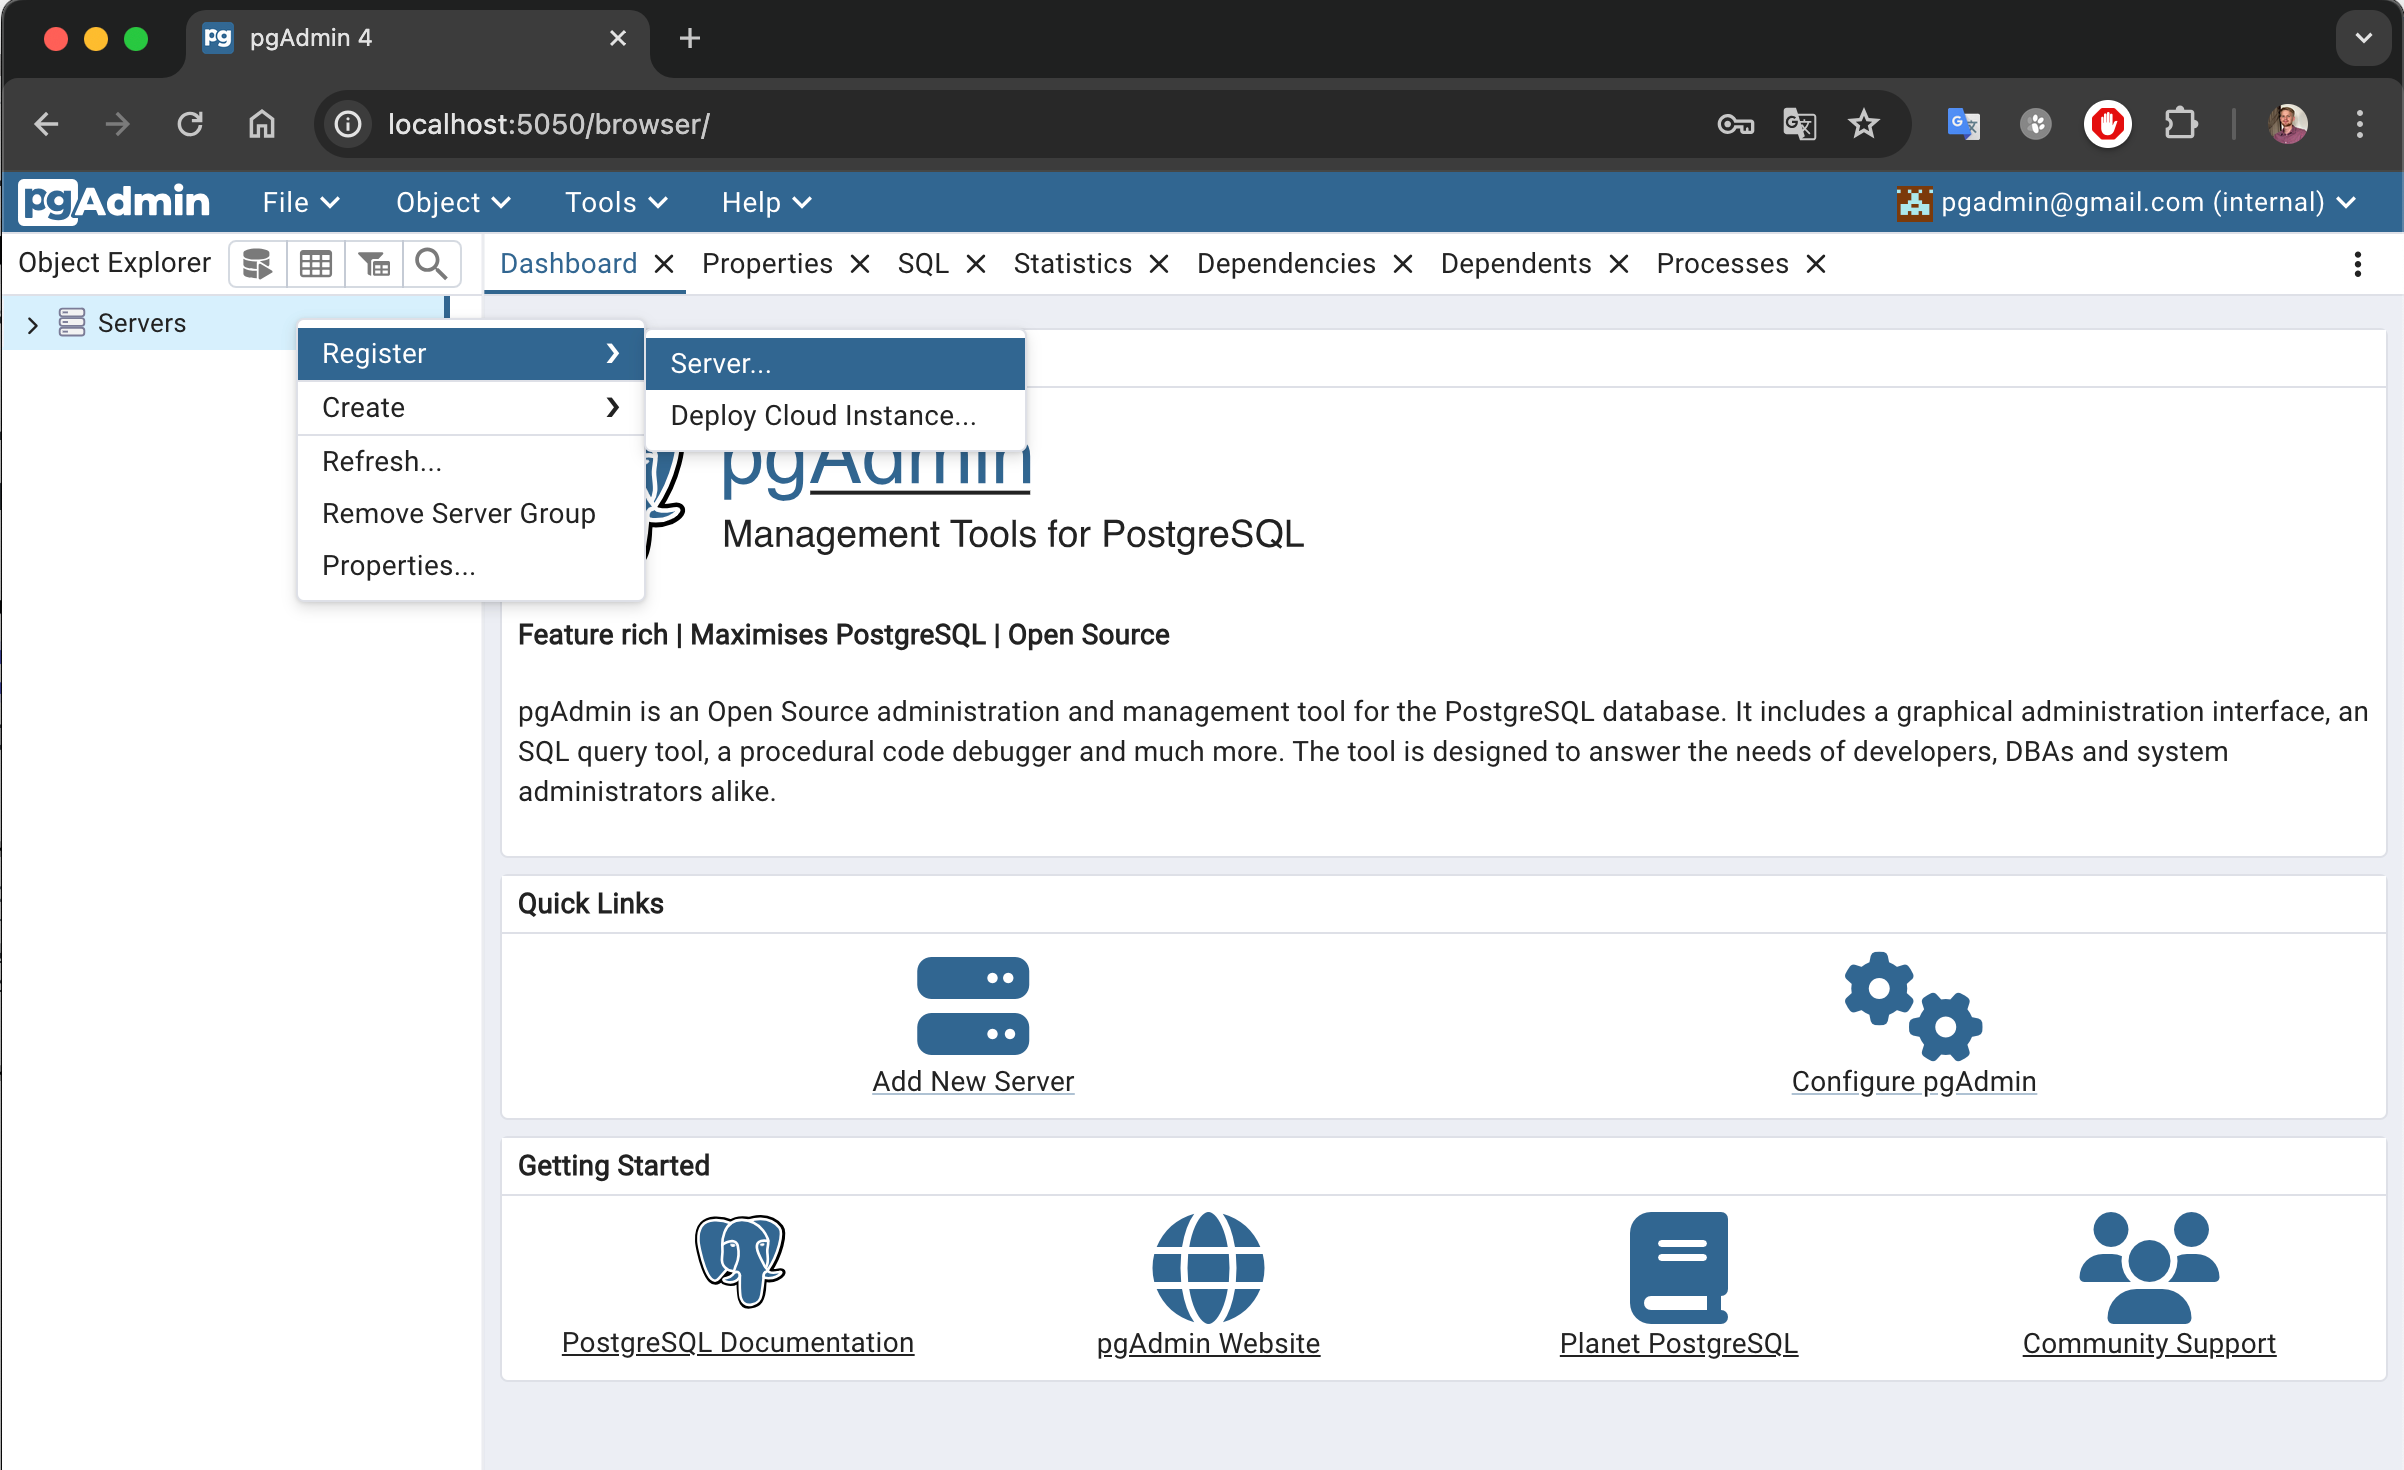 pg pgAdmin 4
localhost:5050/browser/
pgAdmin File Object Tools Help pgadmin@gmail.com (internal)
Object Explorer Dashboard Properties SQL Statistics Dependencies Dependents Processes
Servers
Register
Create
Refresh...
Remove Server Group
Properties...
Server...
Deploy Cloud Instance...
pgAdmin
Management Tools for PostgreSQL
Feature rich | Maximises PostgreSQL | Open Source
pgAdmin is an Open Source administration and management tool for the PostgreSQL database. It includes a graphical administration interface, an
SQL query tool, a procedural code debugger and much more. The tool is designed to answer the needs of developers, DBAs and system
administrators alike.
Quick Links
Add New Server Configure pgAdmin
Getting Started
PostgreSQL Documentation pgAdmin Website Planet PostgreSQL Community Support